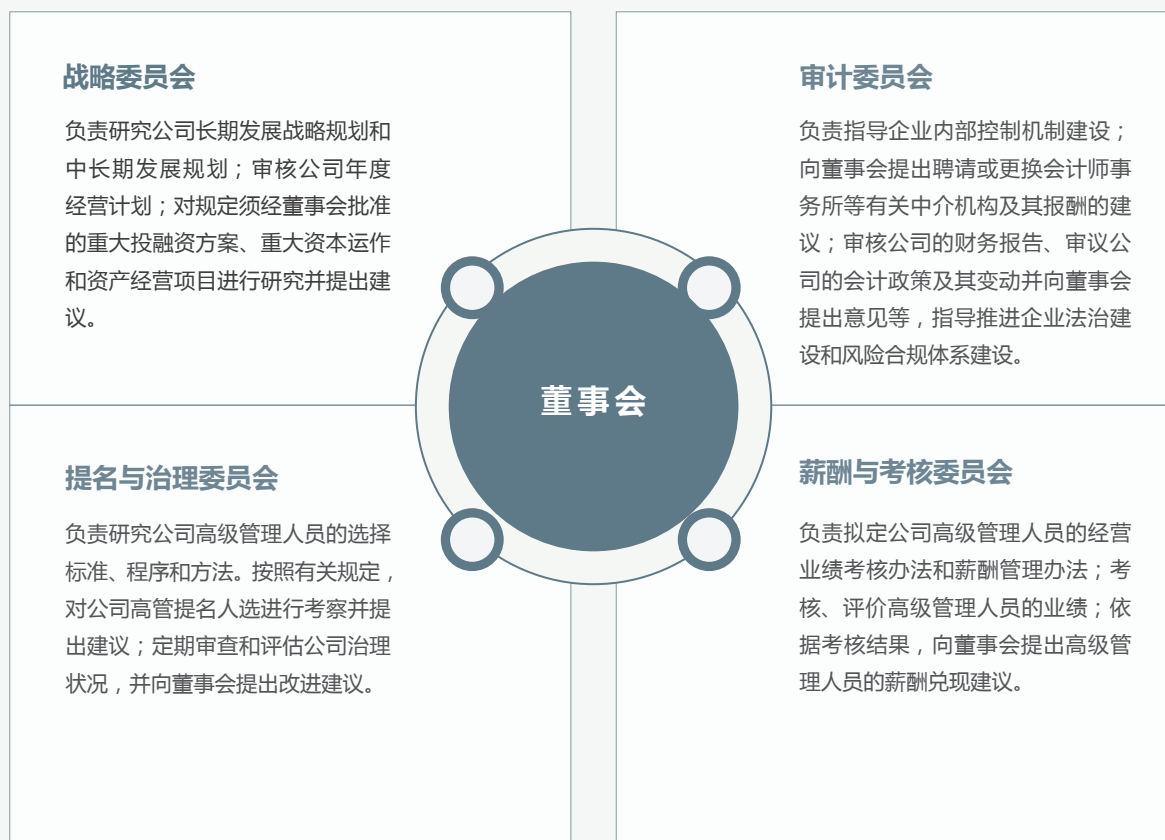 战略委员会
负责研究公司长期发展战略规划和
中长期发展规划；审核公司年度
经营计划；对规定须经董事会批准
的重大投融资方案、重大资本运作
和资产经营项目进行研究并提出建
议。
审计委员会
负责指导企业内部控制机制建设；
向董事会提出聘请或更换会计师事
务所等有关中介机构及其报酬的建
议；审核公司的财务报告、审议公
司的会计政策及其变动并向董事会
提出意见等，指导推进企业法治建
设和风险合规体系建设。
董事会
提名与治理委员会
负责研究公司高级管理人员的选择
标准、程序和方法。按照有关规定，
对公司高管提名人选进行考察并提
出建议；定期审查和评估公司治理
状况，并向董事会提出改进建议。
薪酬与考核委员会
负责拟定公司高级管理人员的经营
业绩考核办法和薪酬管理办法；考
核、评价高级管理人员的业绩；依
据考核结果，向董事会提出高级管
理人员的薪酬兑现建议。